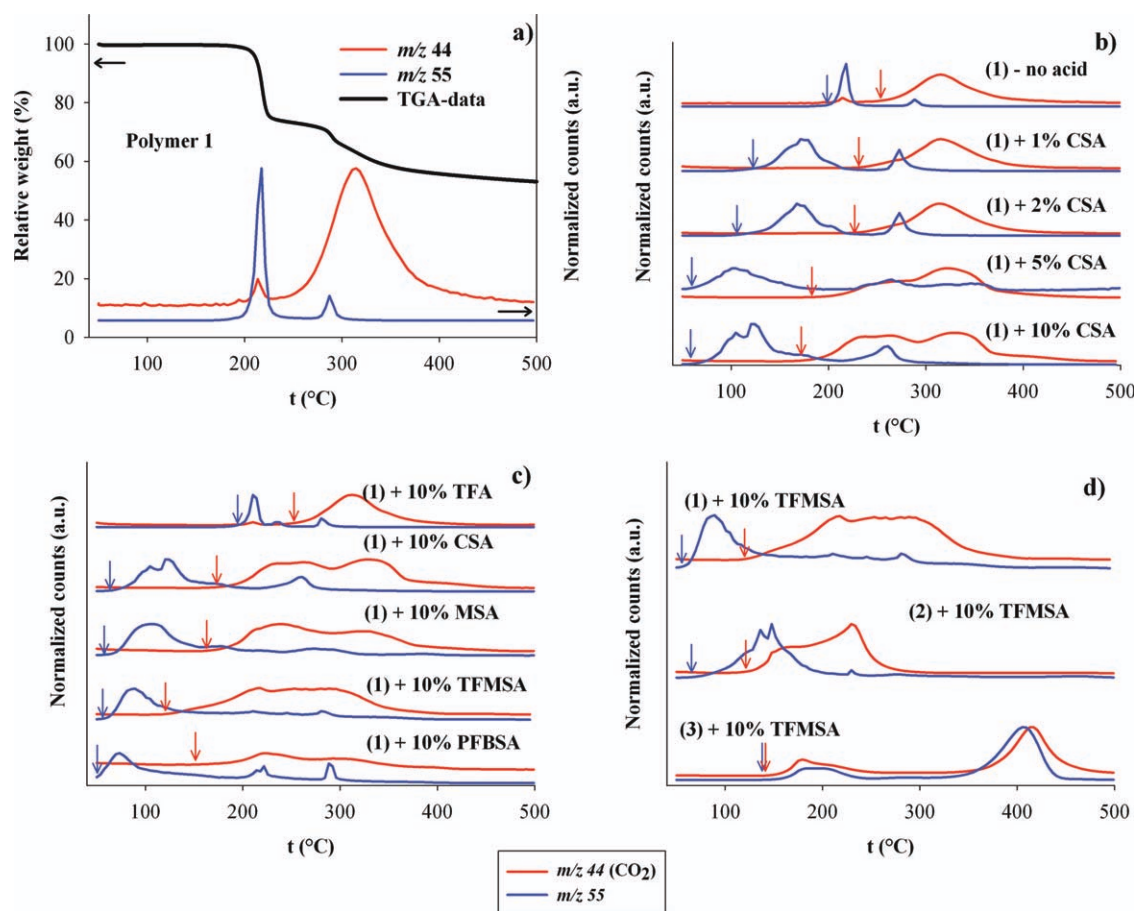 a)
m/z 44
m/z 55
TGA-data
Polymer 1
Relative weight (%)
100
80
60
40
20
0
100 200 300 400 500
t (°C)
Normalized counts (a.u.)
b)
(1) - no acid
(1) + 1% CSA
(1) + 2% CSA
(1) + 5% CSA
(1) + 10% CSA
Normalized counts (a.u.)
100 200 300 400 500
t (°C)
c)
(1) + 10% TFA
(1) + 10% CSA
(1) + 10% MSA
(1) + 10% TFMSA
(1) + 10% PFBSA
Normalized counts (a.u.)
100 200 300 400 500
t (°C)
d)
(1) + 10% TFMSA
(2) + 10% TFMSA
(3) + 10% TFMSA
Normalized counts (a.u.)
100 200 300 400 500
t (°C)
m/z 44 (CO₂)
m/z 55